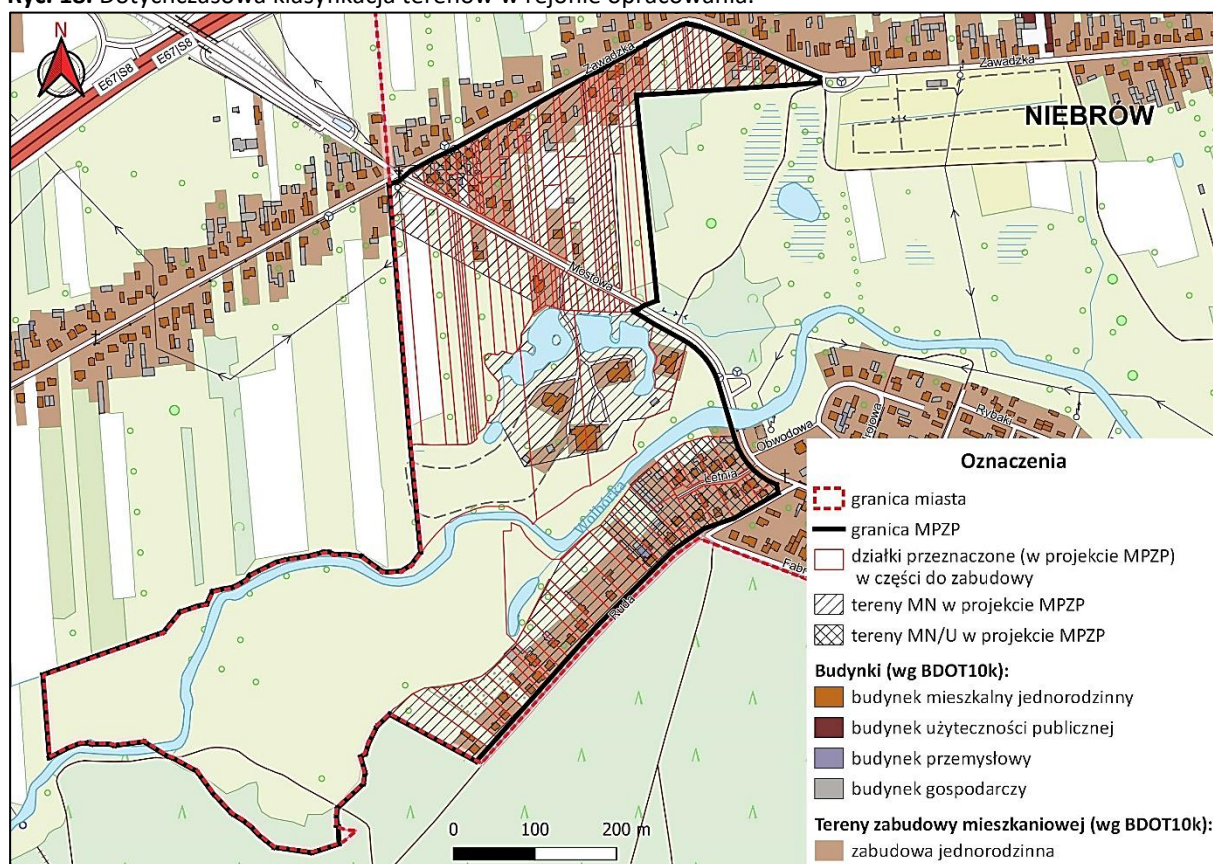 Ryc. 18. Dotychczasowa klasyfikacja terenów w rejonie opracowania.
N
E67/S8
E67/S8
Zawadzka
Zawadzka
NIEBRÓW
Mostowa
Rybaki
Obwodowa
Letnia
Wolbórka
Ruda
0 100 200 m
Oznaczenia
granica miasta
granica MPZP
działki przeznaczone (w projekcie MPZP)
w części do zabudowy
tereny MN w projekcie MPZP
tereny MN/U w projekcie MPZP
Budynki (wg BDOT10k):
budynek mieszkalny jednorodzinny
budynek użyteczności publicznej
budynek przemysłowy
budynek gospodarczy
Tereny zabudowy mieszkaniowej (wg BDOT10k):
zabudowa jednorodzinna